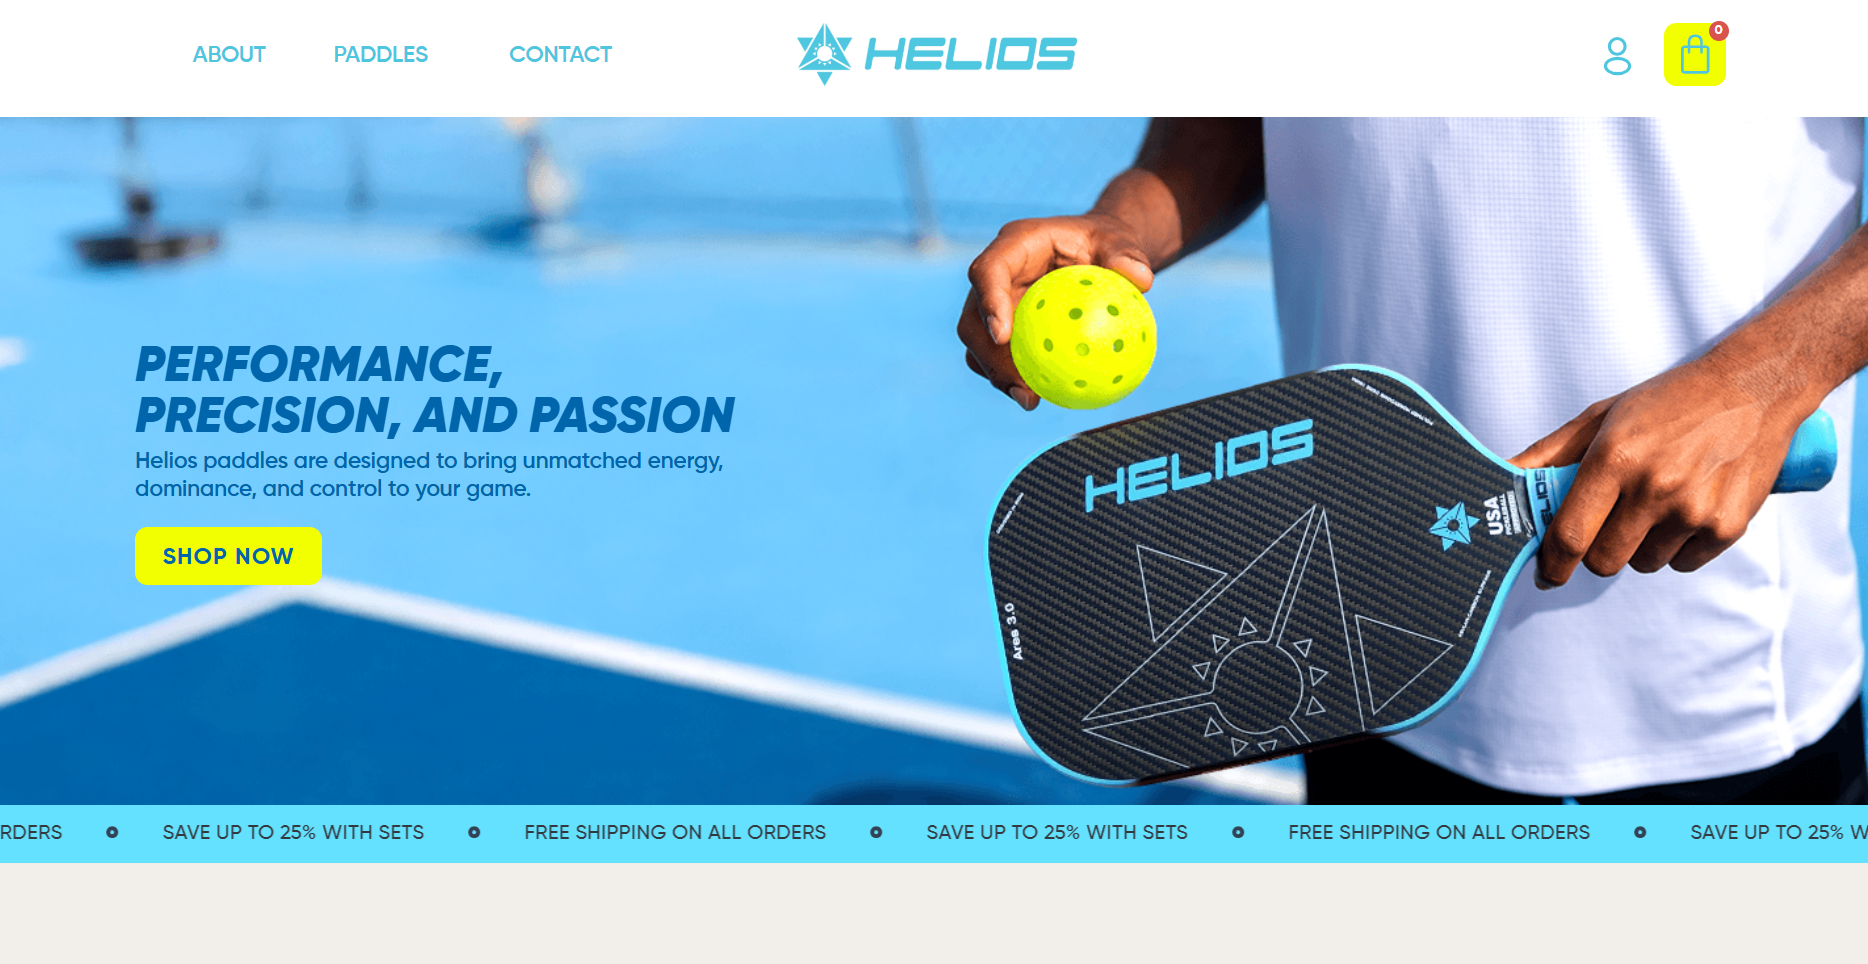 ABOUT
PADDLES
CONTACT
HELIOS
0
PERFORMANCE,
PRECISION, AND PASSION
Helios paddles are designed to bring unmatched energy,
dominance, and control to your game.
SHOP NOW
HELIOS
USA
PICKLEBALL
HELIOS
Ares 3.0
RDERS
SAVE UP TO 25% WITH SETS
FREE SHIPPING ON ALL ORDERS
SAVE UP TO 25% WITH SETS
FREE SHIPPING ON ALL ORDERS
SAVE UP TO 25% W